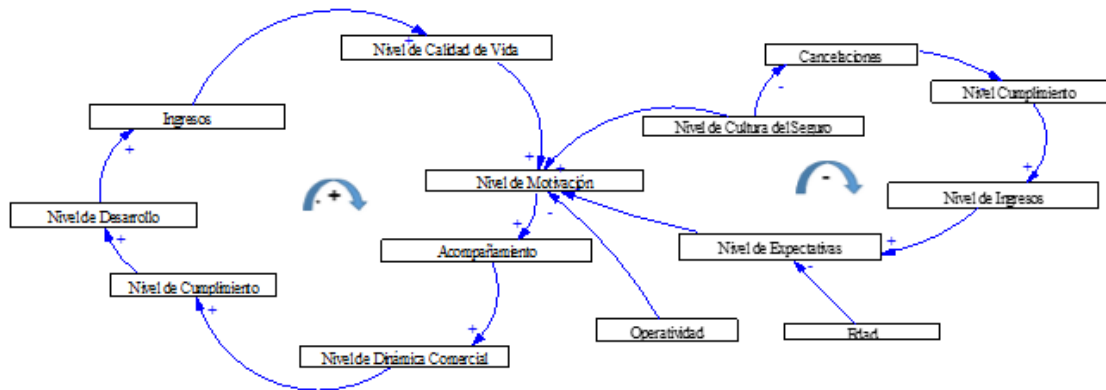 Nivel de Calidad de Vida
Cancelaciones
Nivel Cumplimiento
Ingresos
Nivel de Cultura del Seguro
Nivel de Motivación
Nivel de Ingresos
Nivel de Desarrollo
Acompañamiento
Nivel de Expectativas
Nivel de Cumplimiento
Operatividad
Edad
Nivel de Dinámica Comercial